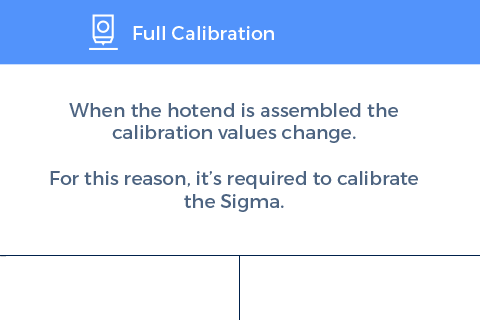 Full Calibration
When the hotend is assembled the
calibration values change.
For this reason, it’s required to calibrate
the Sigma.